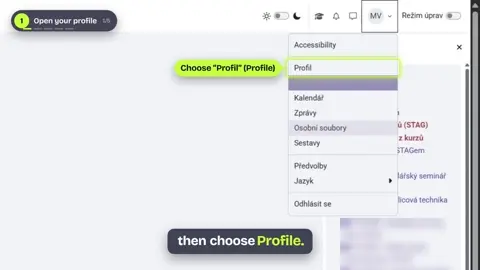 1 Open your profile 1/5
MV
Režim úprav
Accessibility
Choose "Profil" (Profile)
Profil
Kalendář
Zprávy
Osobní soubory
ů (STAG)
Sestavy
z kurzů
STAGem
Předvolby
ářský seminář
Jazyk
licová technika
Odhlásit se
then choose Profile.